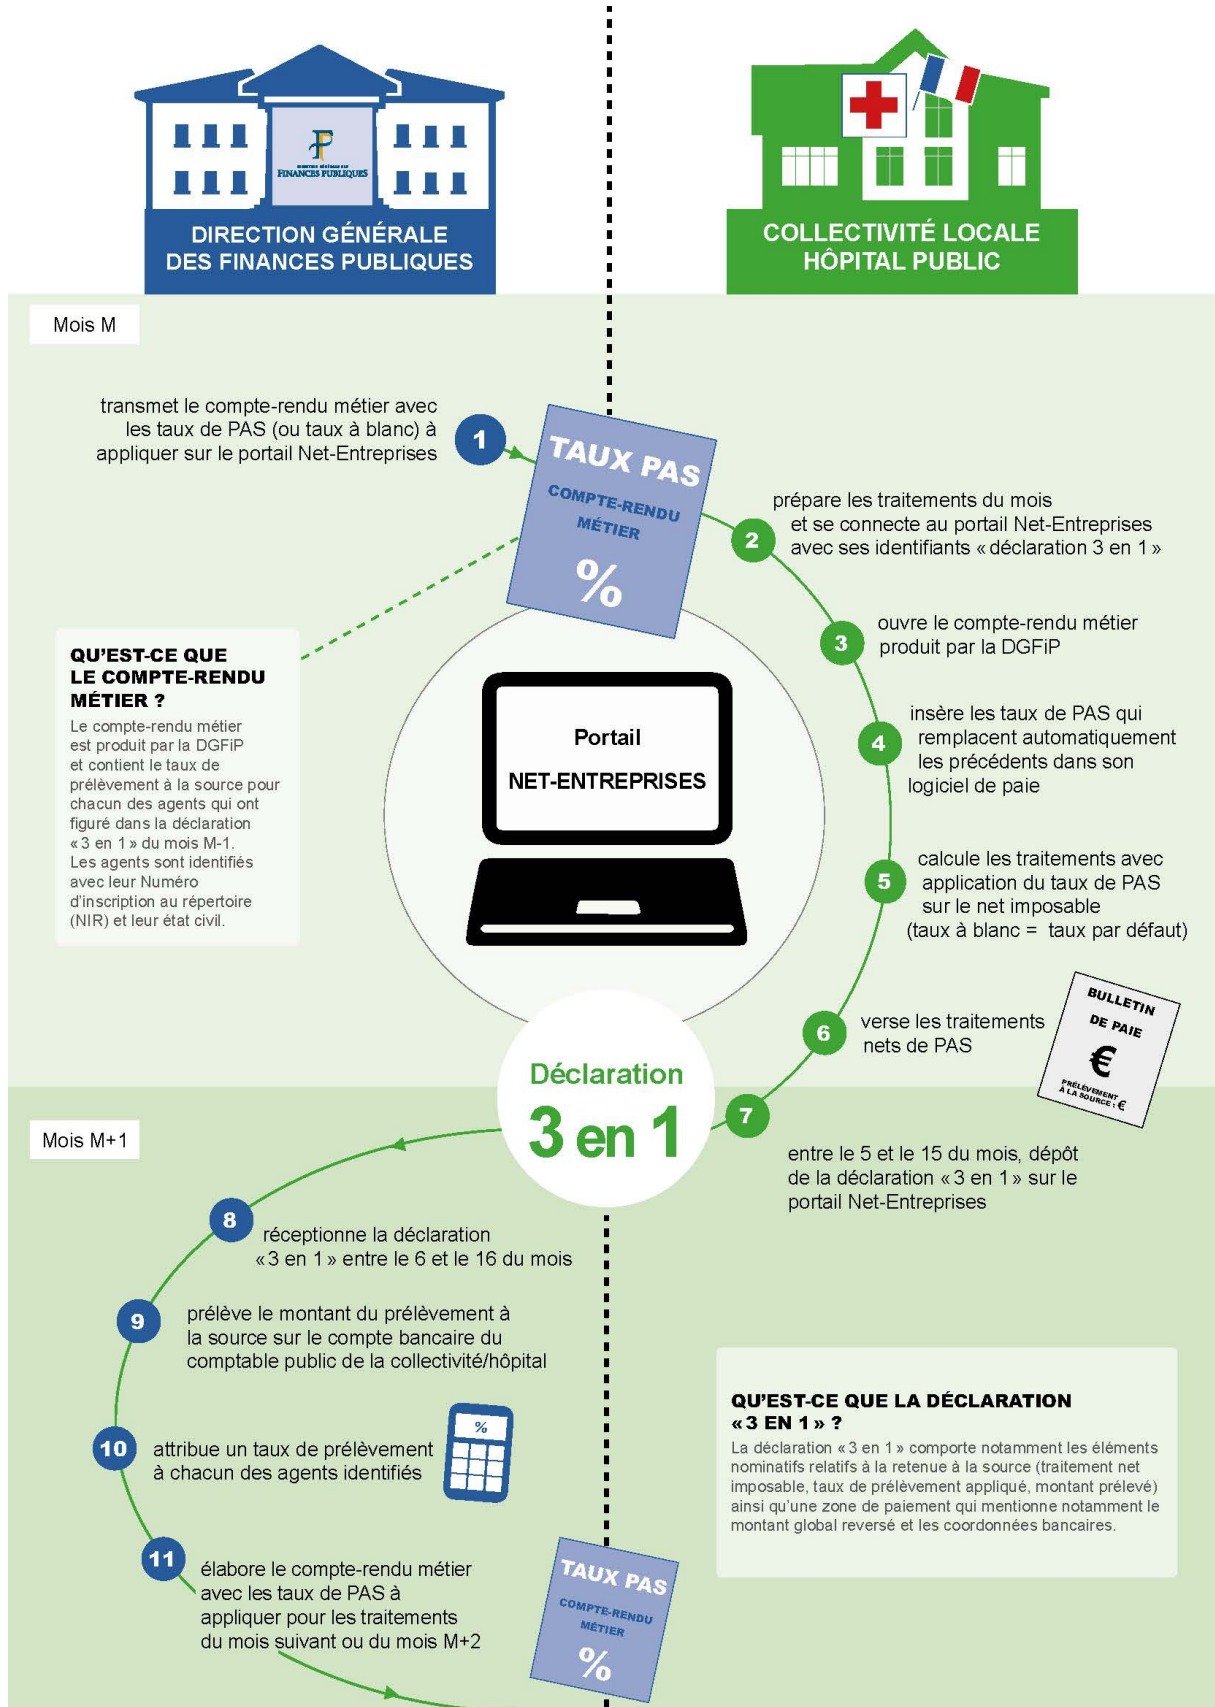 DIRECTION GÉNÉRALE DES
FINANCES PUBLIQUES
DIRECTION GÉNÉRALE
DES FINANCES PUBLIQUES
COLLECTIVITÉ LOCALE
HÔPITAL PUBLIC
Mois M
transmet le compte-rendu métier avec
les taux de PAS (ou taux à blanc) à
appliquer sur le portail Net-Entreprises
1
TAUX PAS
COMPTE-RENDU
MÉTIER
%
2
prépare les traitements du mois
et se connecte au portail Net-Entreprises
avec ses identifiants « déclaration 3 en 1 »
3
ouvre le compte-rendu métier
produit par la DGFiP
QU'EST-CE QUE
LE COMPTE-RENDU
MÉTIER ?
Le compte-rendu métier
est produit par la DGFiP
et contient le taux de
prélèvement à la source pour
chacun des agents qui ont
figuré dans la déclaration
« 3 en 1 » du mois M-1.
Les agents sont identifiés
avec leur Numéro
d'inscription au répertoire
(NIR) et leur état civil.
Portail
NET-ENTREPRISES
4
insère les taux de PAS qui
remplacent automatiquement
les précédents dans son
logiciel de paie
5
calcule les traitements avec
application du taux de PAS
sur le net imposable
(taux à blanc = taux par défaut)
6
verse les traitements
nets de PAS
BULLETIN
DE PAIE
€
PRÉLÈVEMENT
À LA SOURCE : €
Déclaration
3 en 1
7
entre le 5 et le 15 du mois, dépôt
de la déclaration « 3 en 1 » sur le
portail Net-Entreprises
Mois M+1
8
réceptionne la déclaration
« 3 en 1 » entre le 6 et le 16 du mois
9
prélève le montant du prélèvement à
la source sur le compte bancaire du
comptable public de la collectivité/hôpital
10
attribue un taux de prélèvement
à chacun des agents identifiés
%
11
élabore le compte-rendu métier
avec les taux de PAS à
appliquer pour les traitements
du mois suivant ou du mois M+2
TAUX PAS
COMPTE-RENDU
MÉTIER
%
QU'EST-CE QUE LA DÉCLARATION
« 3 EN 1 » ?
La déclaration « 3 en 1 » comporte notamment les éléments
nominatifs relatifs à la retenue à la source (traitement net
imposable, taux de prélèvement appliqué, montant prélevé)
ainsi qu'une zone de paiement qui mentionne notamment le
montant global reversé et les coordonnées bancaires.